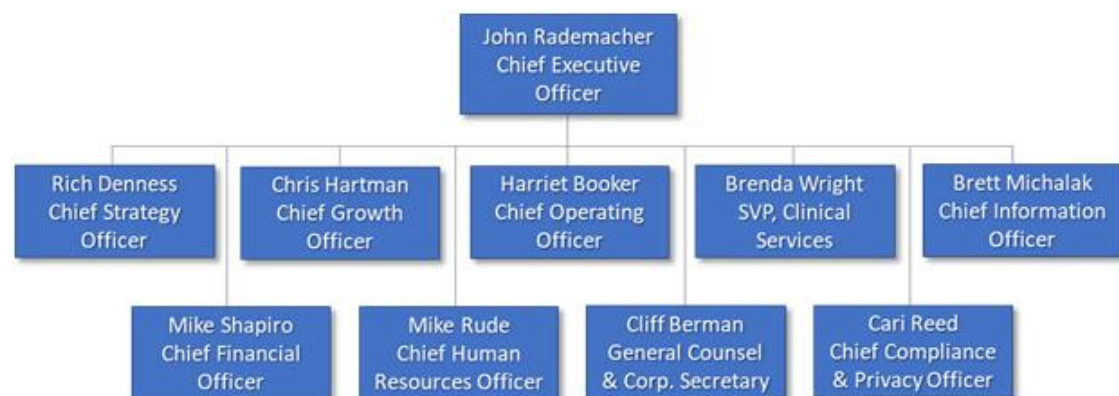 John Rademacher
Chief Executive
Officer
Rich Denness
Chief Strategy
Officer
Chris Hartman
Chief Growth
Officer
Harriet Booker
Chief Operating
Officer
Brenda Wright
SVP, Clinical
Services
Brett Michalak
Chief Information
Officer
Mike Shapiro
Chief Financial
Officer
Mike Rude
Chief Human
Resources Officer
Cliff Berman
General Counsel
& Corp. Secretary
Cari Reed
Chief Compliance
& Privacy Officer